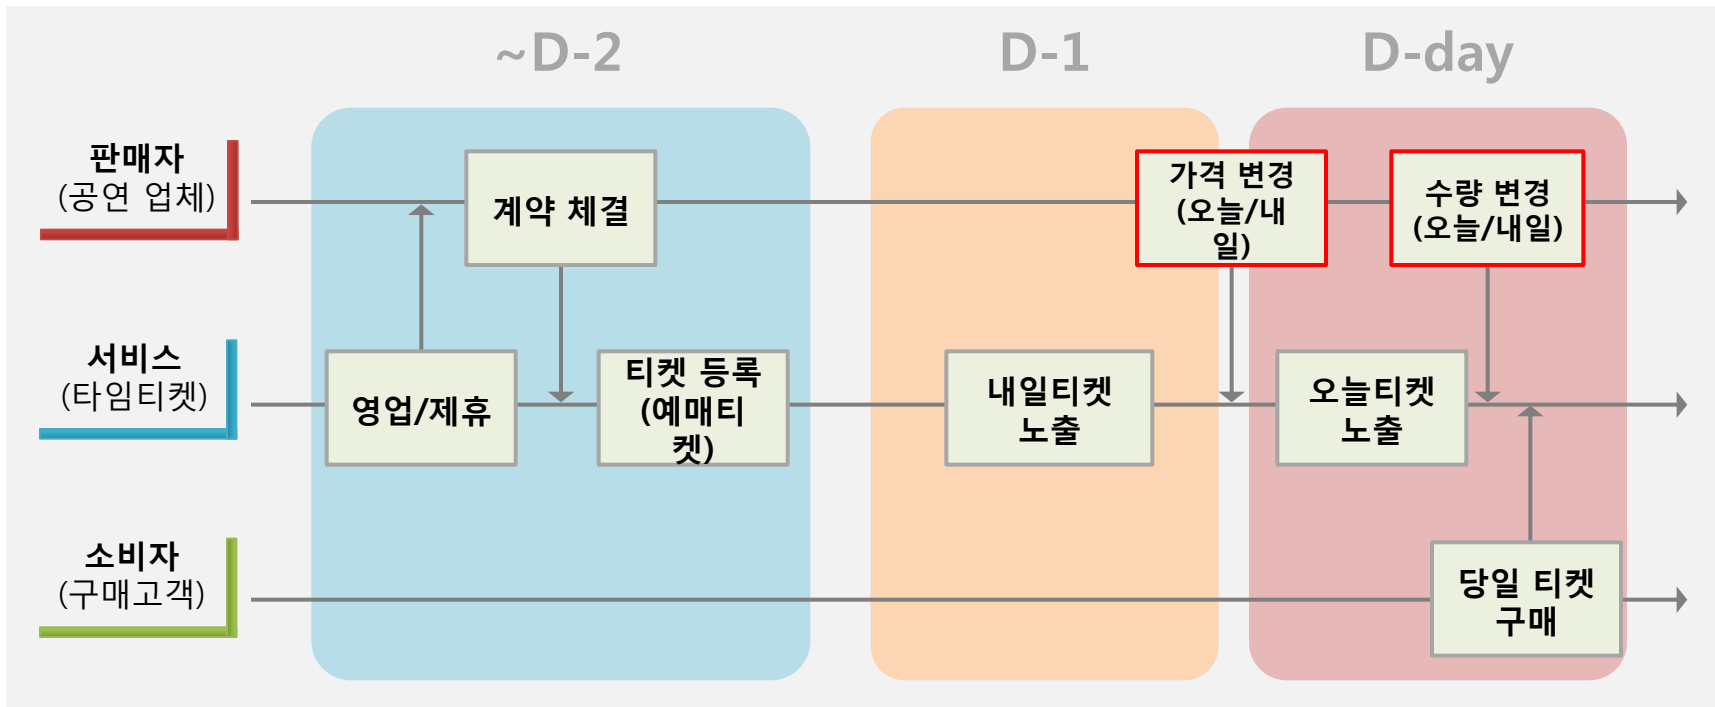 ~D-2
D-1
D-day
판매자
(공연 업체)
계약 체결
가격 변경
(오늘/내
일)
수량 변경
(오늘/내일)
서비스
(타임티켓)
영업/제휴
티켓 등록
(예매티
켓)
내일티켓
노출
오늘티켓
노출
소비자
(구매고객)
당일 티켓
구매